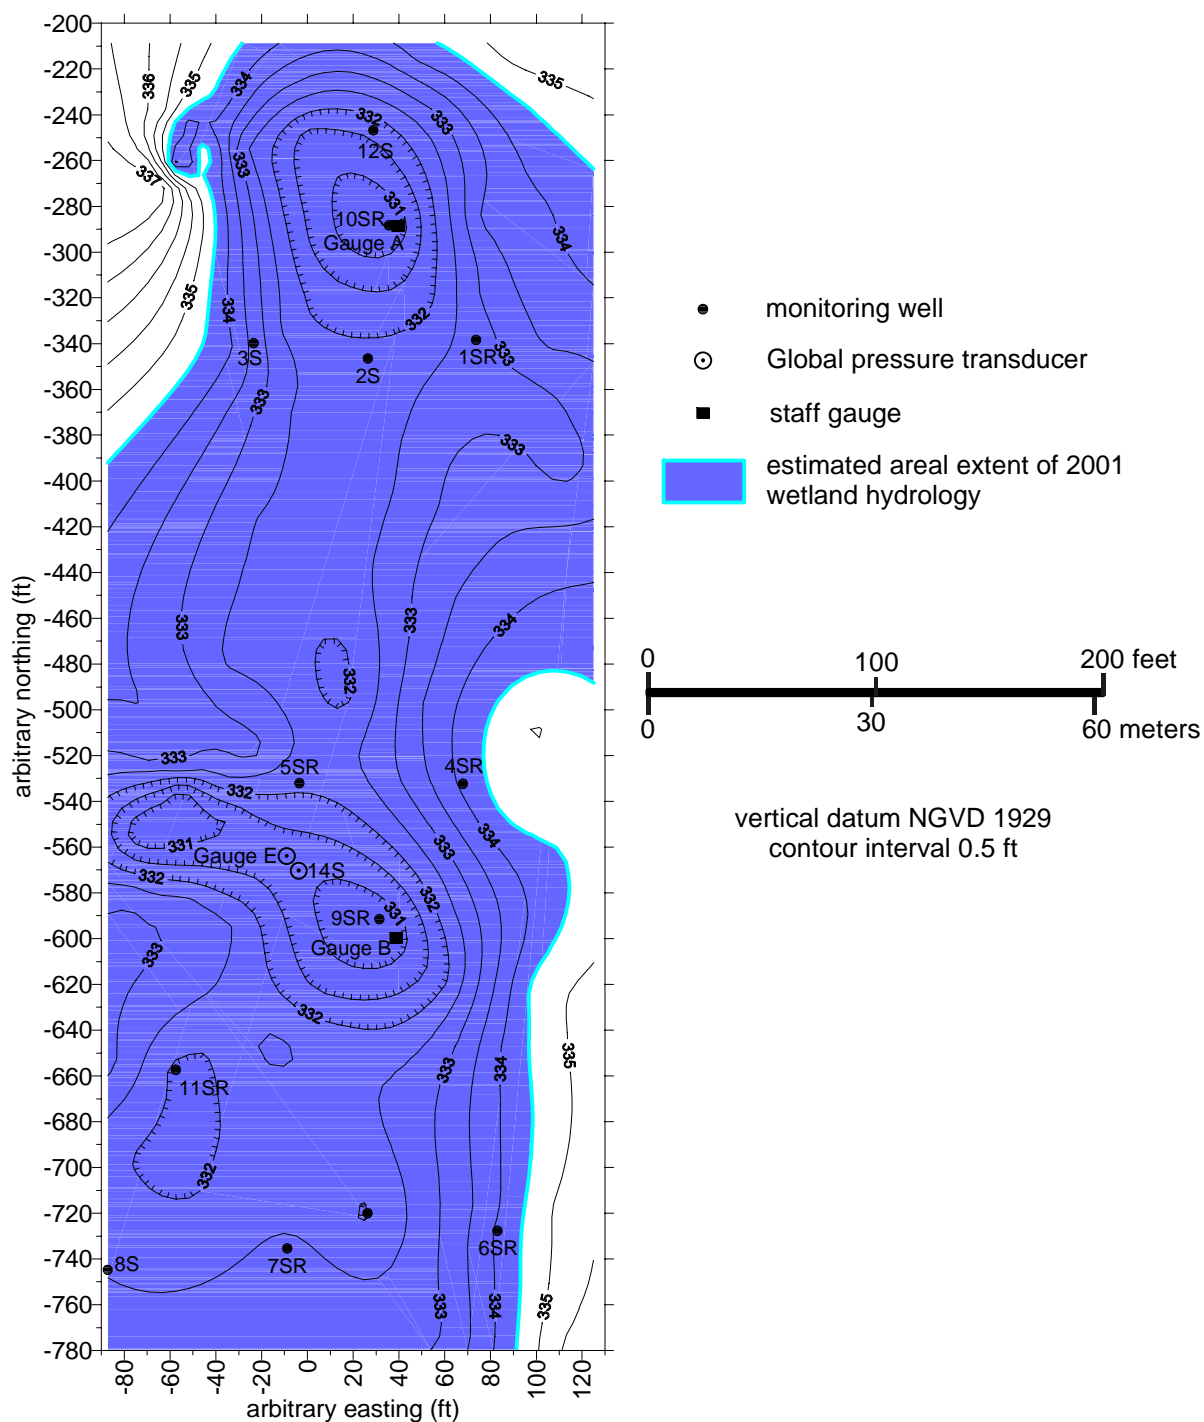 -200
-220
-240
-260
-280
-300
-320
-340
-360
-380
-400
-420
-440
-460
-480
-500
-520
-540
-560
-580
-600
-620
-640
-660
-680
-700
-720
-740
-760
-780
arbitrary northing (ft)
336
335
334
335
332
333
12S
333
337
331
10SR
Gauge A
334
335
334
332
333
3S
2S
1SR
333
333
333
334
333
332
333
5SR
4SR
332
334
331
333
Gauge E
14S
332
332
9SR
331
Gauge B
333
332
335
333
334
11SR
332
6SR
7SR
8S
333
334
335
-80
-60
-40
-20
0
20
40
60
80
100
120
arbitrary easting (ft)
monitoring well
Global pressure transducer
staff gauge
estimated areal extent of 2001
wetland hydrology
0 100 200 feet
0 30 60 meters
vertical datum NGVD 1929
contour interval 0.5 ft